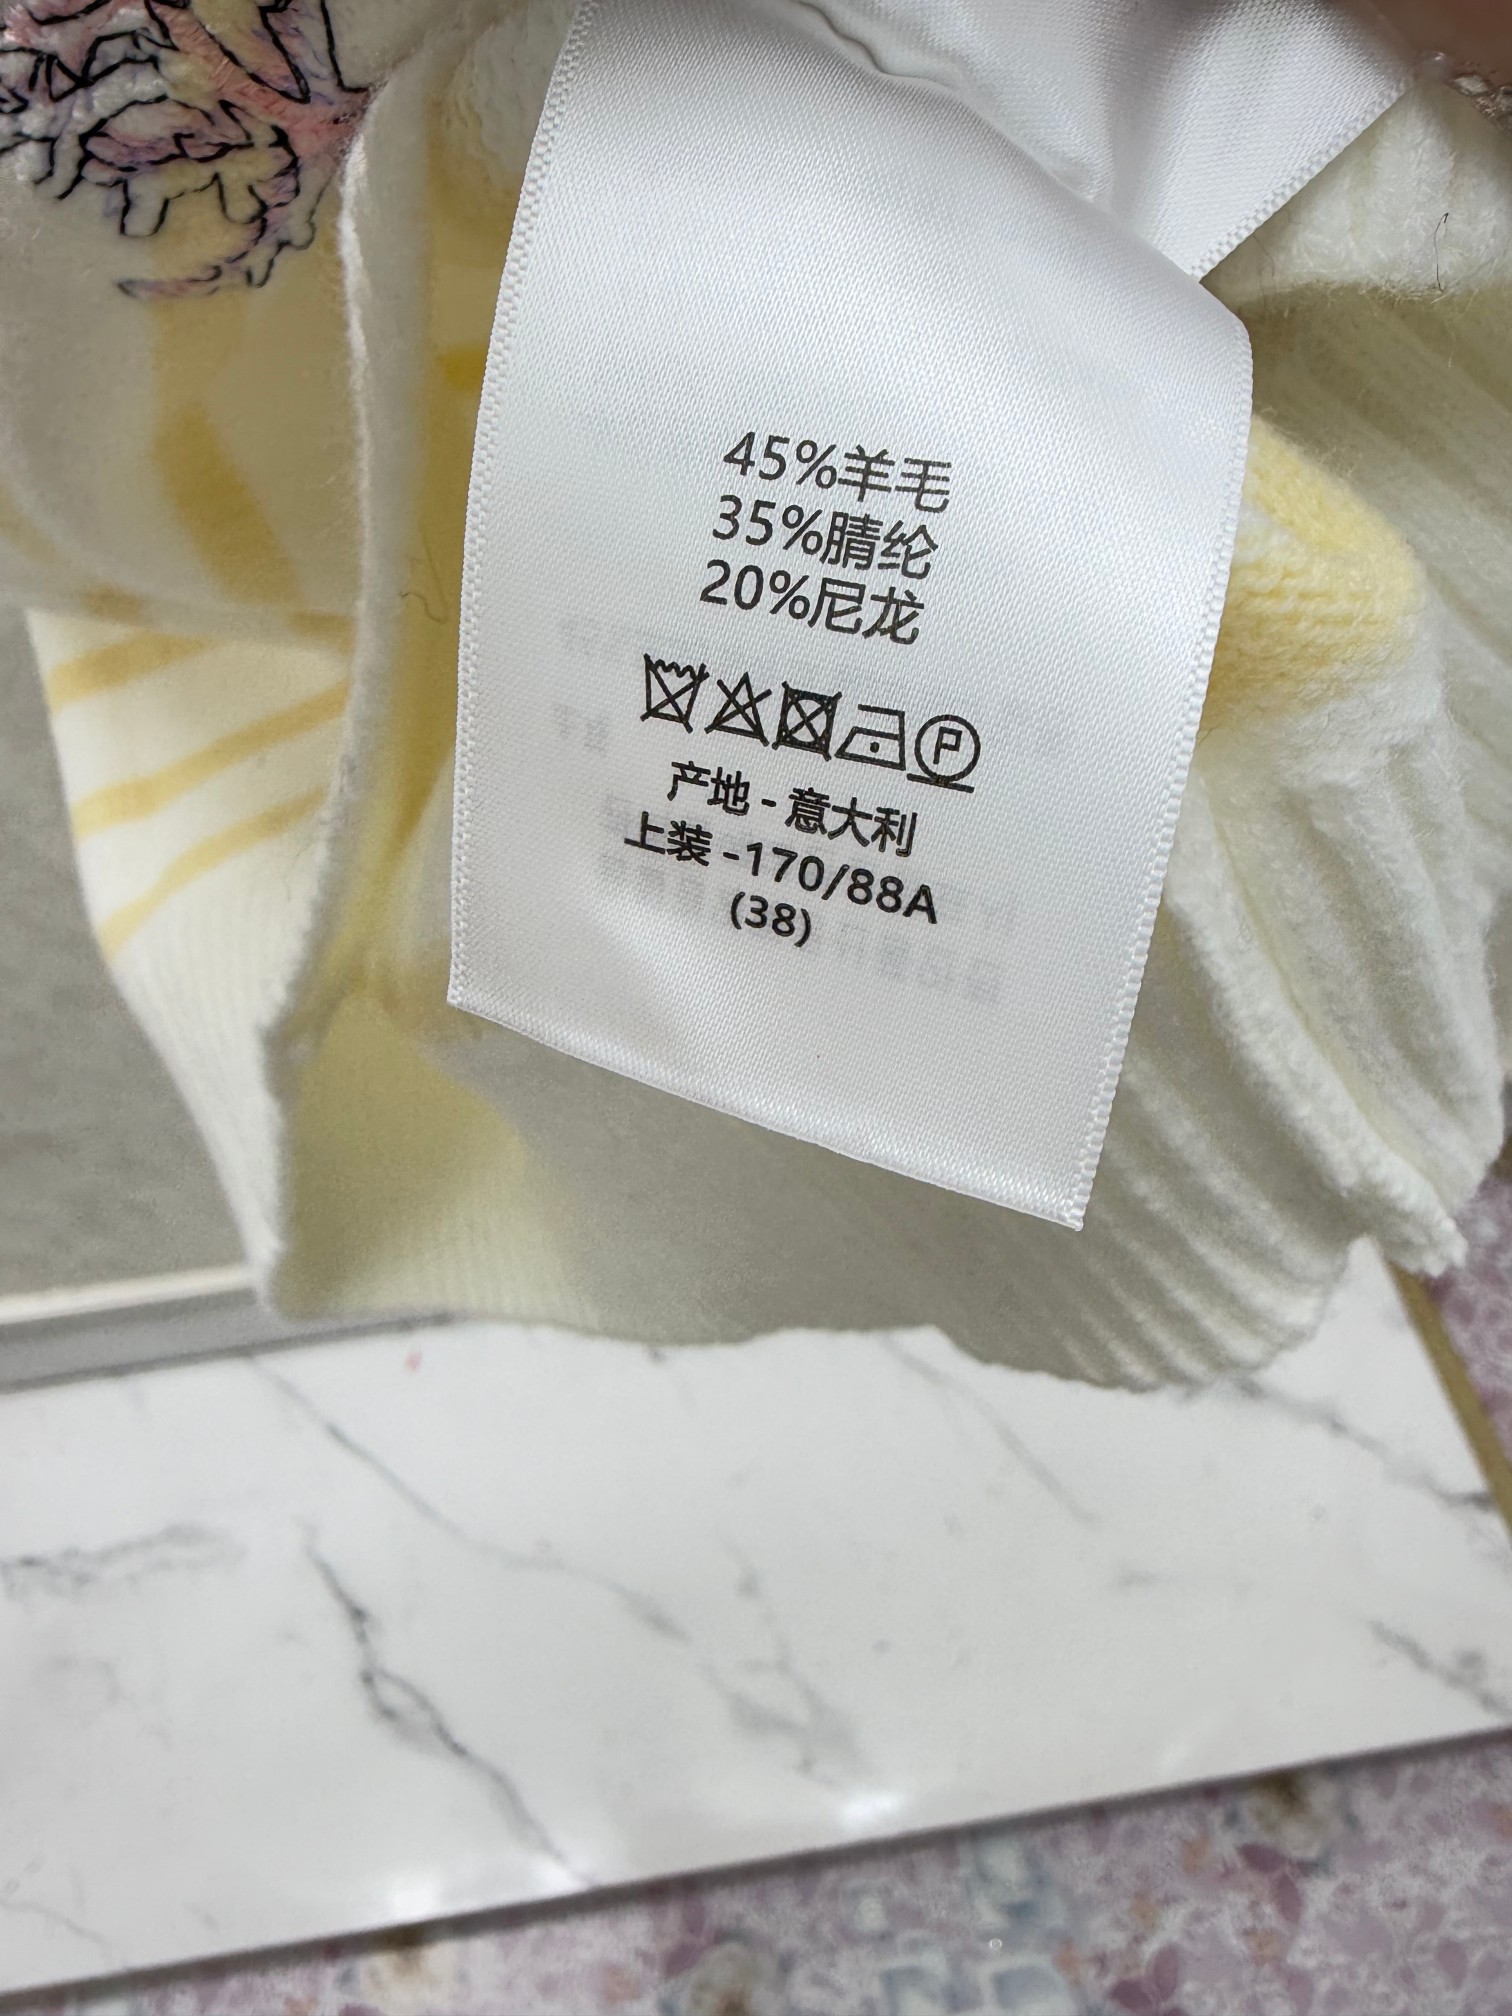 45%羊毛
35%腈纶
20%尼龙
P
产地 - 意大利
上装 -170/88A
(38)